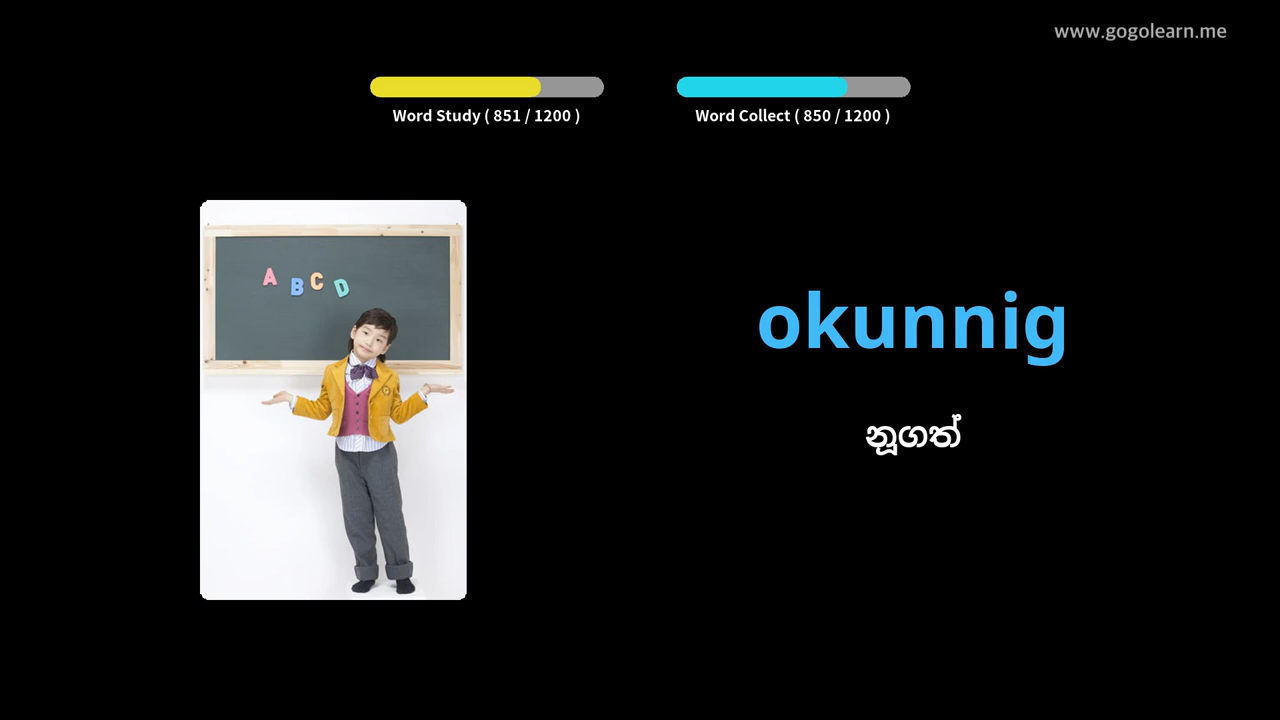 www.gogolearn.me
Word Study ( 851 / 1200 )
Word Collect ( 850 / 1200 )
A B C D
okunnig
නූගත්